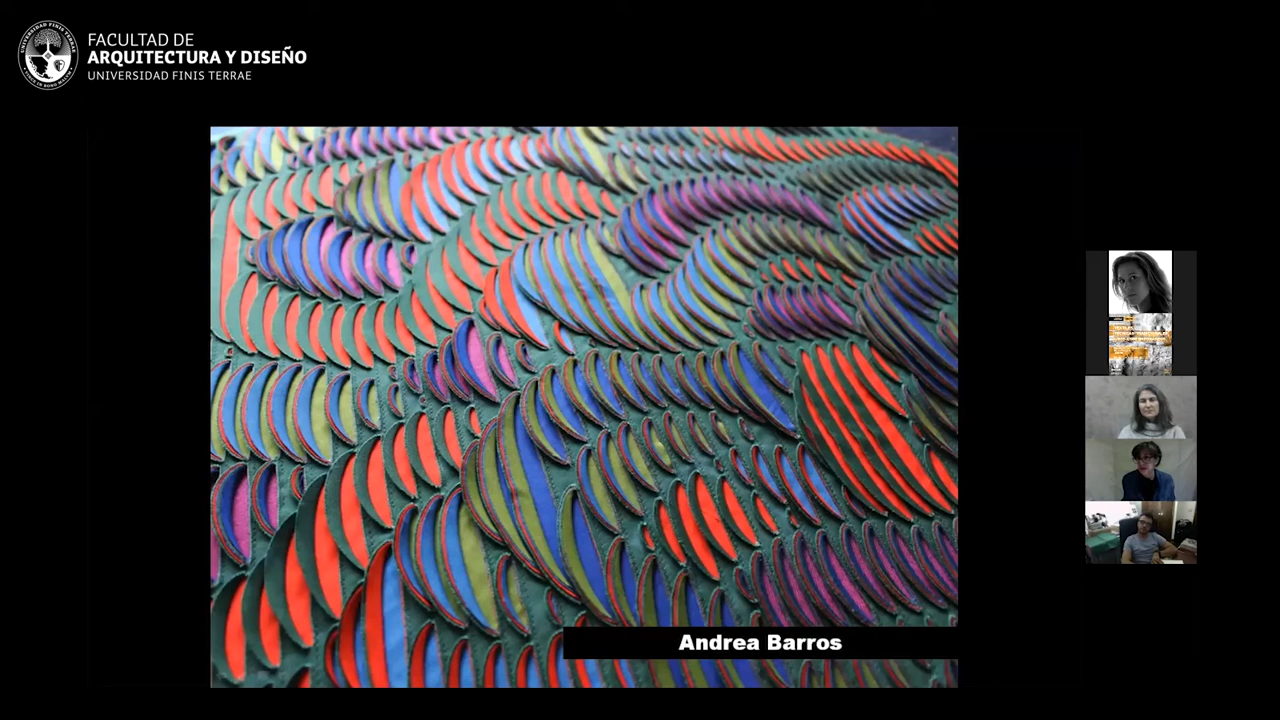 FACULTAD DE
ARQUITECTURA Y DISEÑO
UNIVERSIDAD FINIS TERRAE
Andrea Barros